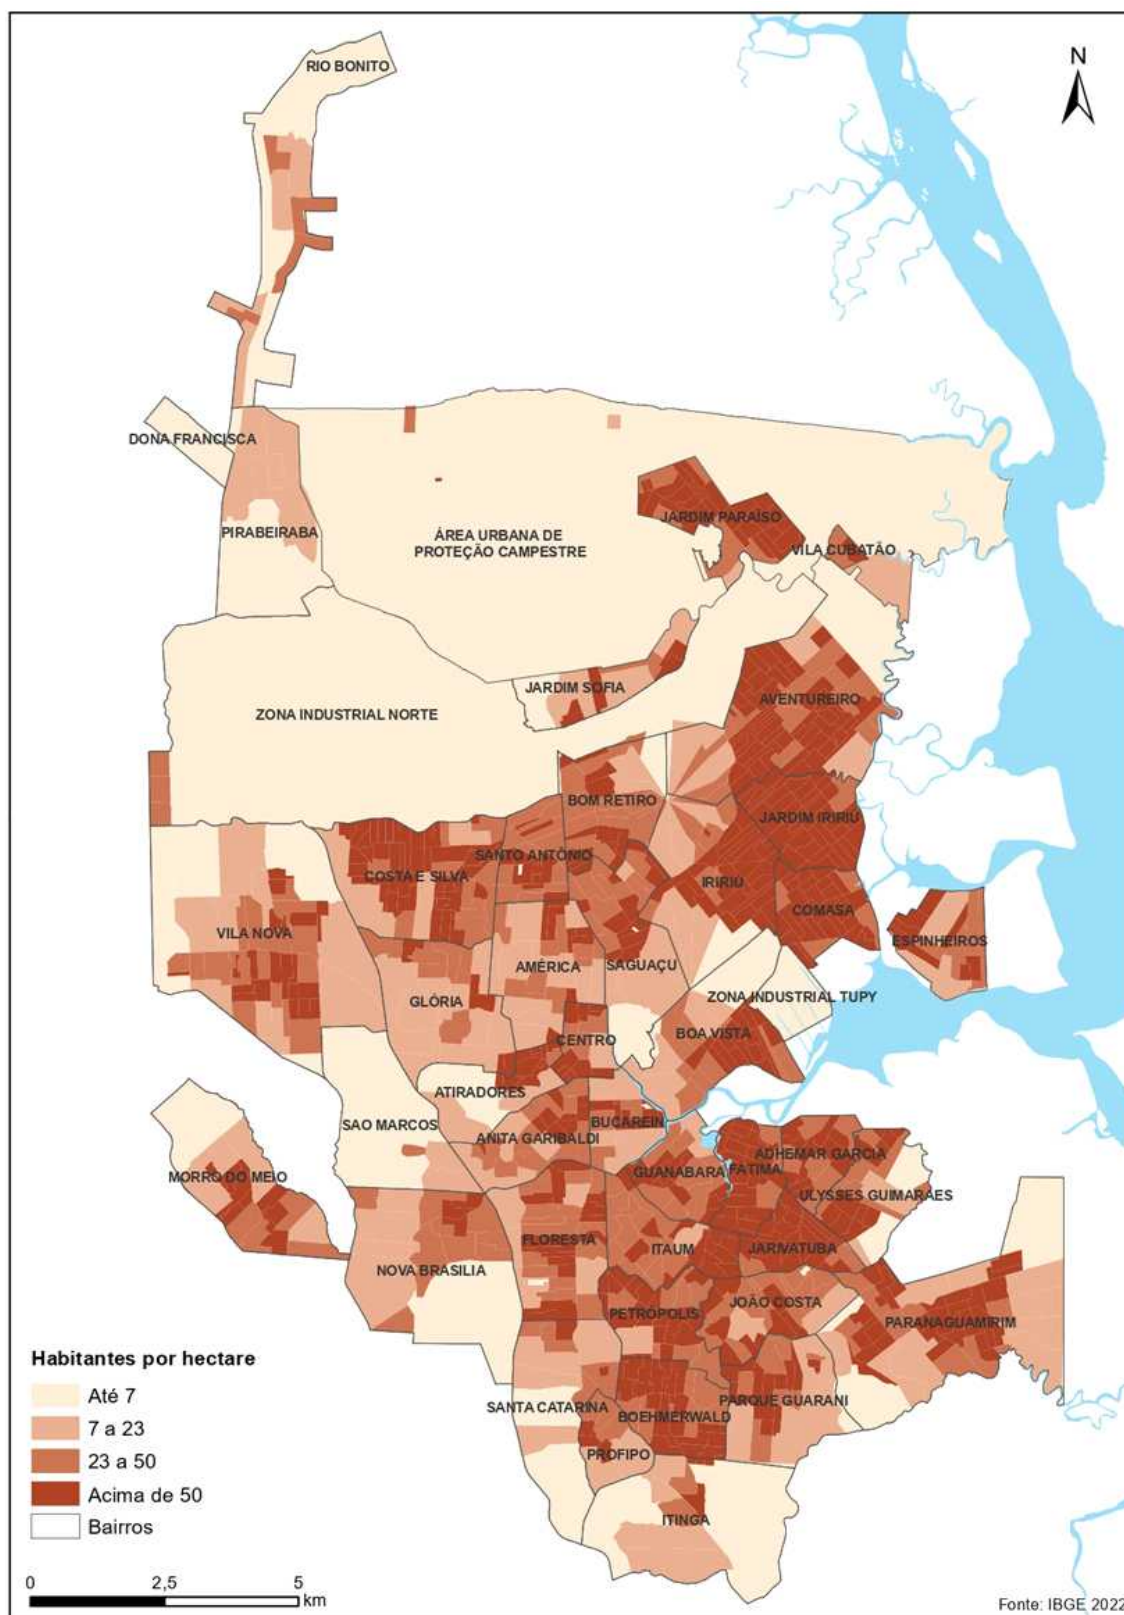 RIO BONITO
N
DONA FRANCISCA
PIRABEIRABA
ÁREA URBANA DE
PROTEÇÃO CAMPESTRE
JARDIM PARAÍSO
VILA CUBATÃO
JARDIM SOFIA
ZONA INDUSTRIAL NORTE
AVENTUREIRO
BOM RETIRO
JARDIM IRIRIÚ
SANTO ANTÔNIO
COSTA E SILVA
IRIRIÚ
COMASA
VILA NOVA
ESPINHEIROS
AMÉRICA
SAGUAÇU
GLÓRIA
ZONA INDUSTRIAL TUPY
CENTRO
BOA VISTA
ATIRADORES
SAO MARCOS
ANITA GARIBALDI
BUCAREIN
MORRO DO MEIO
GUANABARA
FATIMA
ADHEMAR GARCIA
ULYSSES GUIMARÃES
FLORESTA
ITAUM
JARIVATUBA
NOVA BRASILIA
PETRÓPOLIS
JOÃO COSTA
PARANAGUAMIRIM
SANTA CATARINA
BOEHMERWALD
PARQUE GUARANI
PROFIPO
ITINGA
Habitantes por hectare
Até 7
7 a 23
23 a 50
Acima de 50
Bairros
0 2,5 5
km
Fonte: IBGE 2022